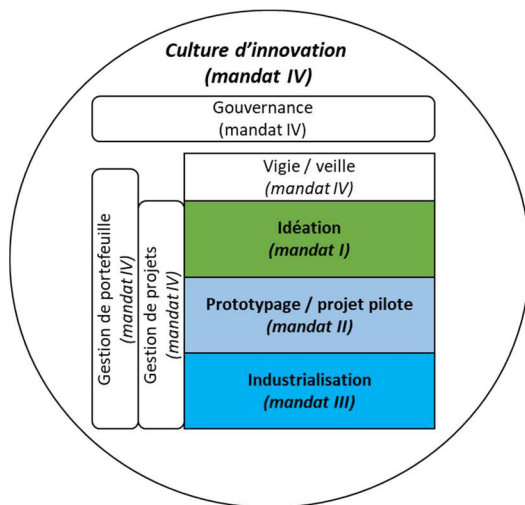 Culture d'innovation
(mandat IV)
Gouvernance
(mandat IV)
Vigie / veille
(mandat IV)
Gestion de portefeuille
(mandat IV)
Gestion de projets
(mandat IV)
Idéation
(mandat I)
Prototypage / projet pilote
(mandat II)
Industrialisation
(mandat III)